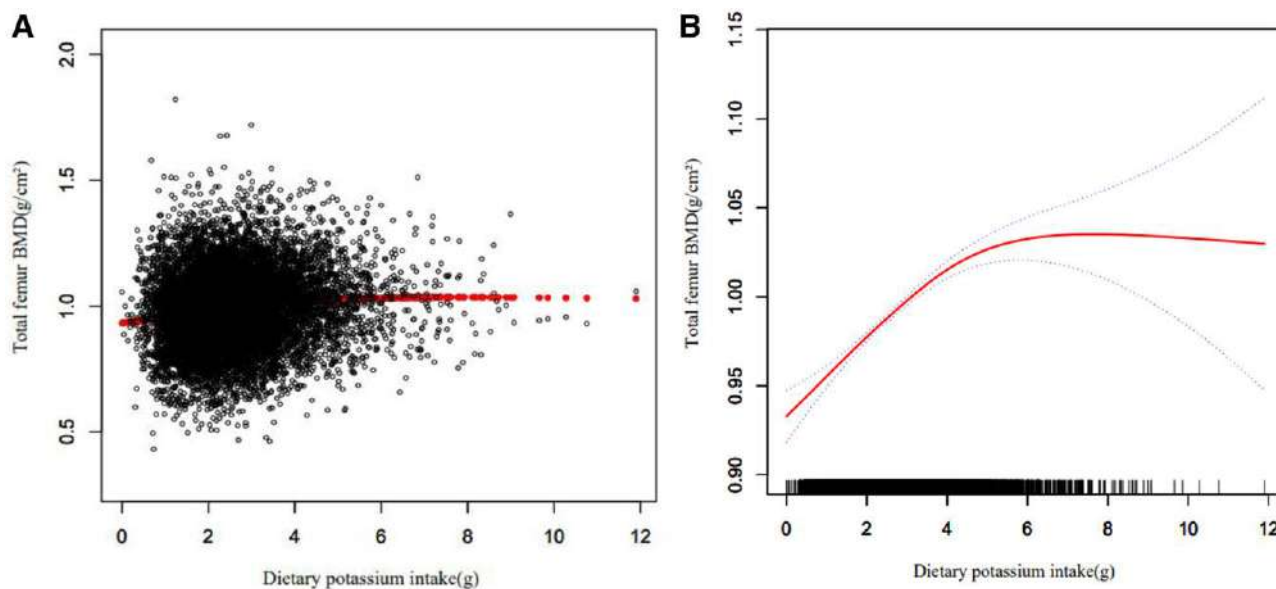 A
Total femur BMD(g/cm²)
2.0
1.5
1.0
0.5
0 2 4 6 8 10 12
Dietary potassium intake(g)
B
Total femur BMD(g/cm²)
1.15
1.10
1.05
1.00
0.95
0.90
0 2 4 6 8 10 12
Dietary potassium intake(g)